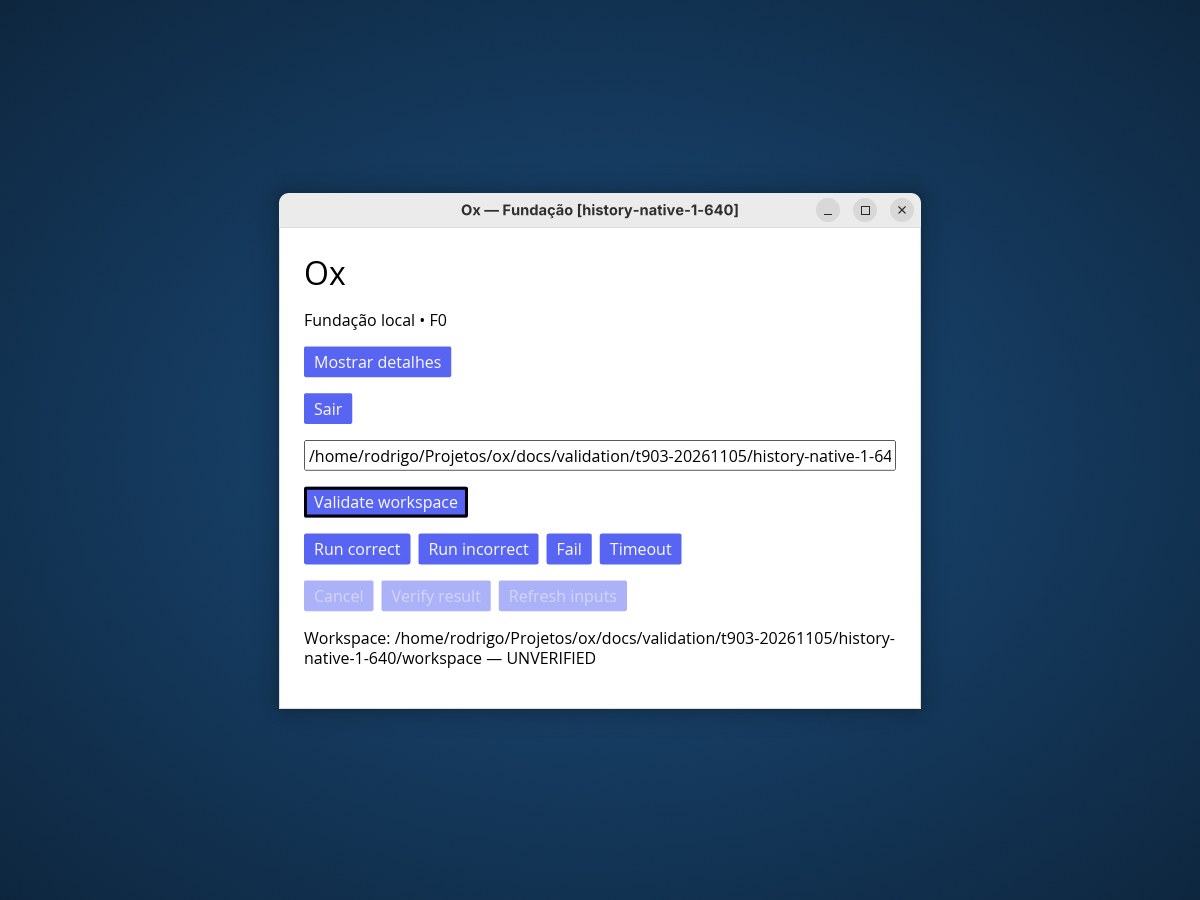 Ox — Fundação [history-native-1-640]
Ox
Fundação local • F0
Mostrar detalhes
Sair
/home/rodrigo/Projetos/ox/docs/validation/t903-20261105/history-native-1-64
Validate workspace
Run correct Run incorrect Fail Timeout
Cancel Verify result Refresh inputs
Workspace: /home/rodrigo/Projetos/ox/docs/validation/t903-20261105/history-
native-1-640/workspace — UNVERIFIED